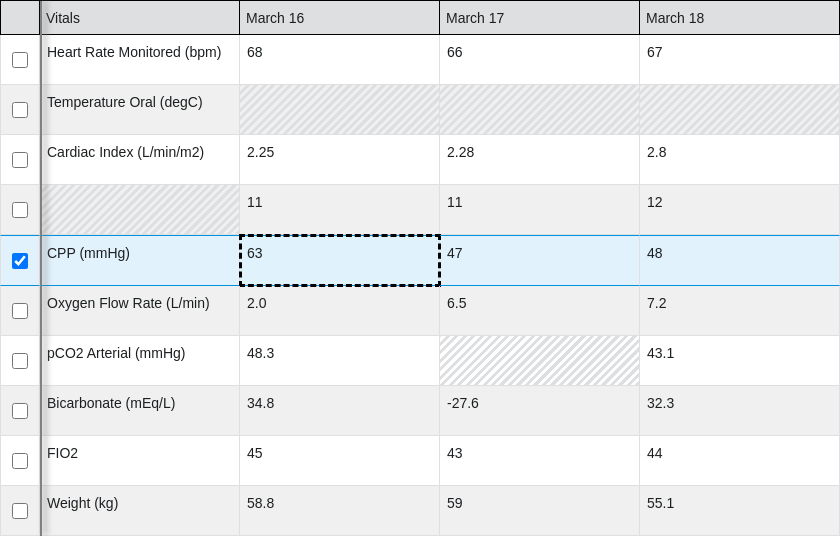 Vitals March 16 March 17 March 18
Heart Rate Monitored (bpm) 68 66 67
Temperature Oral (degC)
Cardiac Index (L/min/m2) 2.25 2.28 2.8
11 11 12
CPP (mmHg) 63 47 48
Oxygen Flow Rate (L/min) 2.0 6.5 7.2
pCO2 Arterial (mmHg) 48.3 43.1
Bicarbonate (mEq/L) 34.8 -27.6 32.3
FIO2 45 43 44
Weight (kg) 58.8 59 55.1